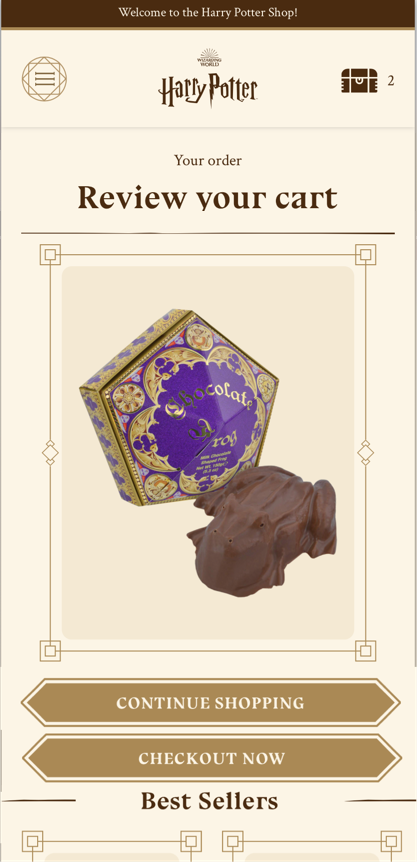 Welcome to the Harry Potter Shop!
WIZARDING
WORLD
Harry Potter
2
Your order
Review your cart
Chocolate
Frog
CONTINUE SHOPPING
CHECKOUT NOW
Best Sellers